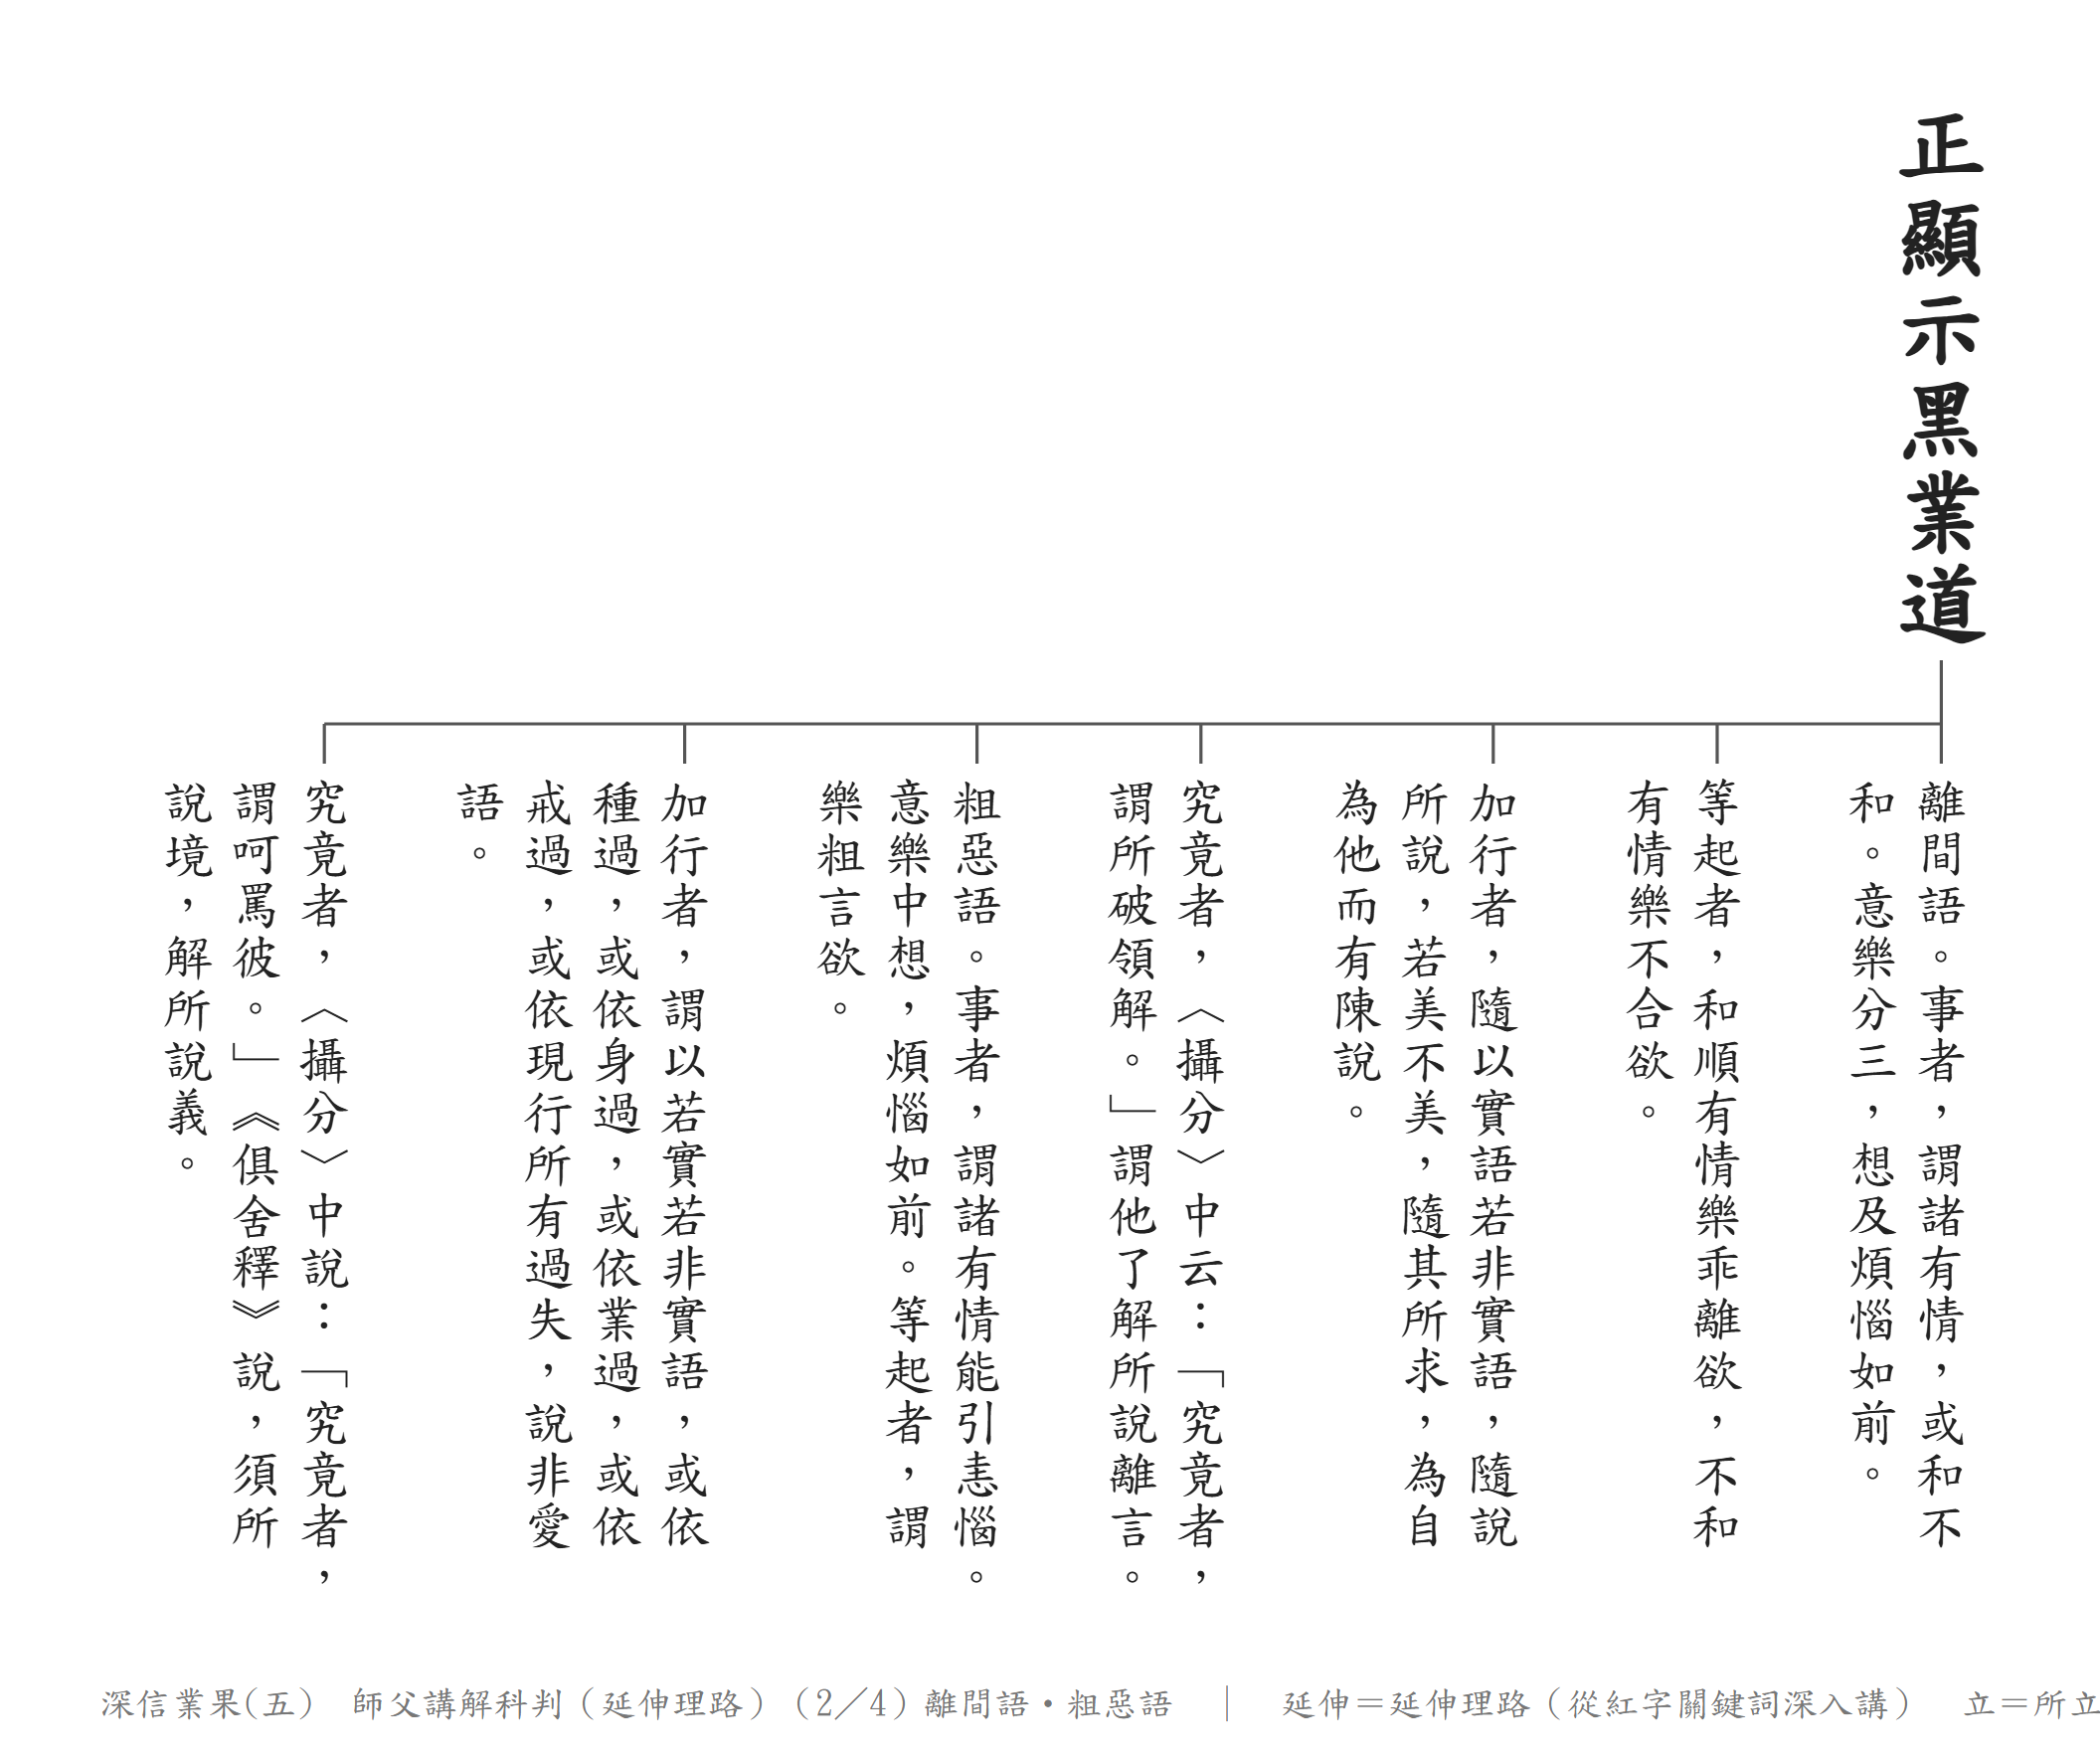 正顯示黑業道
離間語。事者，謂諸有情，或和不
和。意樂分三，想及煩惱如前。
等起者，和順有情樂乖離欲，不和
有情樂不合欲。
加行者，隨以實語若非實語，隨說
所說，若美不美，隨其所求，為自
為他而有陳說。
究竟者，〈攝分〉中云：「究竟者，
謂所破領解。」謂他了解所說離言。
粗惡語。事者，謂諸有情能引恚惱。
意樂中想，煩惱如前。等起者，謂
樂粗言欲。
加行者，謂以若實若非實語，或依
種過，或依身過，或依業過，或依
戒過，或依現行所有過失，說非愛
語。
究竟者，〈攝分〉中說：「究竟者，
謂呵罵彼。」《俱舍釋》說，須所
說境，解所說義。
深信業果(五)　師父講解科判（延伸理路）（2／4）離間語・粗惡語　｜　延伸＝延伸理路（從紅字關鍵詞深入講）　立＝所立